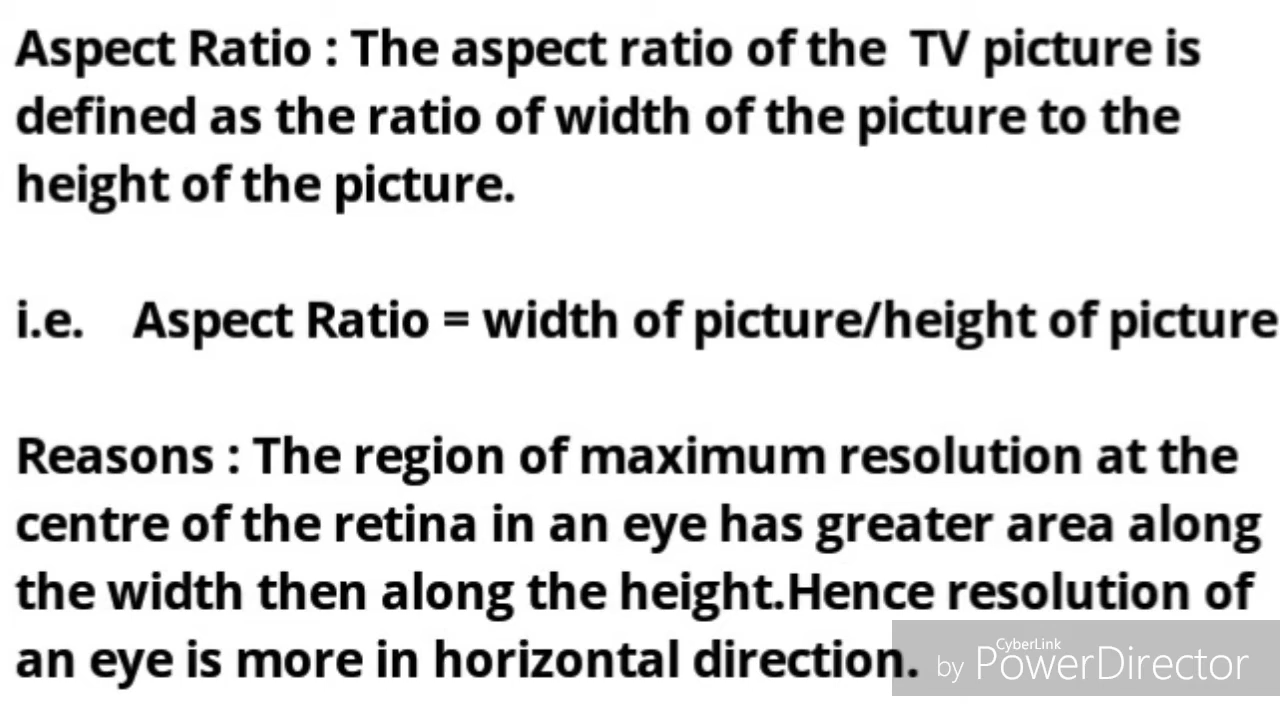 Aspect Ratio : The aspect ratio of the TV picture is
defined as the ratio of width of the picture to the
height of the picture.
i.e. Aspect Ratio = width of picture/height of picture
Reasons : The region of maximum resolution at the
centre of the retina in an eye has greater area along
the width then along the height.Hence resolution of
an eye is more in horizontal direction.
CyberLink
by PowerDirector